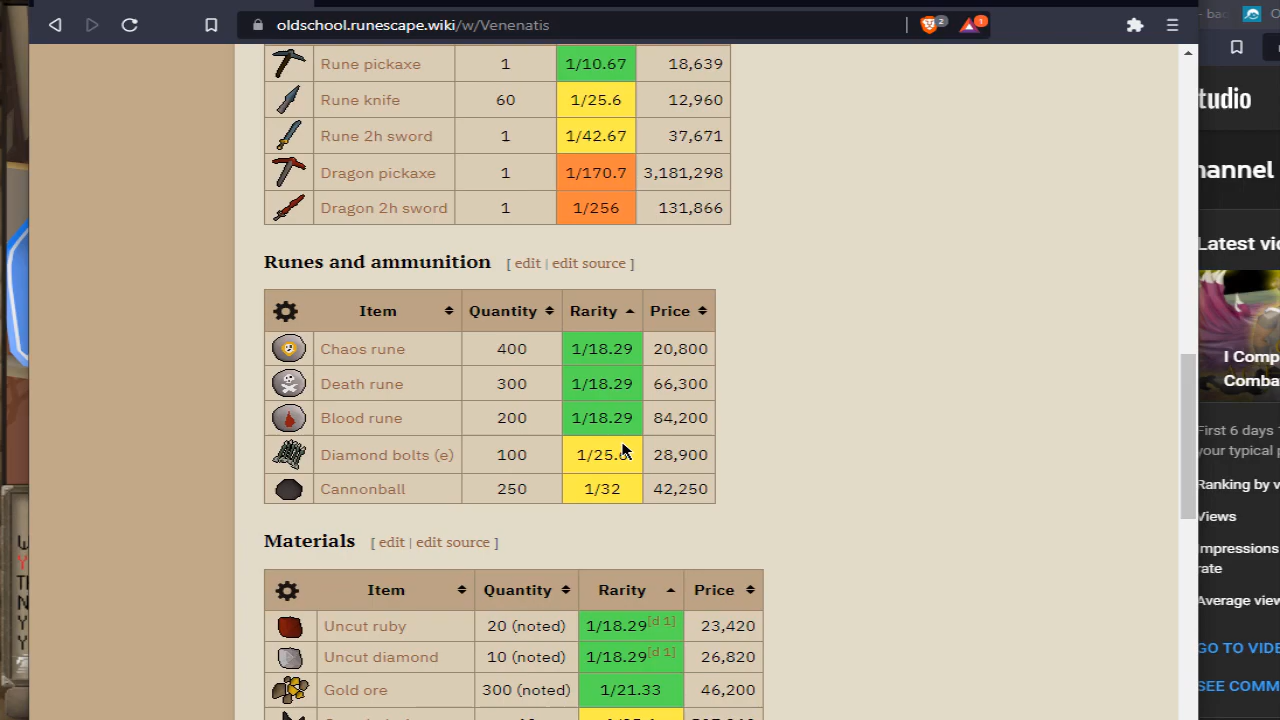 oldschool.runescape.wiki/w/Venenatis
2
1
Rune pickaxe 1 1/10.67 18,639
Rune knife 60 1/25.6 12,960
Rune 2h sword 1 1/42.67 37,671
Dragon pickaxe 1 1/170.7 3,181,298
Dragon 2h sword 1 1/256 131,866
Runes and ammunition [ edit | edit source ]
Item Quantity Rarity Price
Chaos rune 400 1/18.29 20,800
Death rune 300 1/18.29 66,300
Blood rune 200 1/18.29 84,200
Diamond bolts (e) 100 28,900
Cannonball 250 1/32 42,250
Materials [ edit | edit source ]
Item Quantity Rarity Price
Uncut ruby 20 (noted) 1/18.29[d 1] 23,420
Uncut diamond 10 (noted) 1/18.29[d 1] 26,820
Gold ore 300 (noted) 1/21.33 46,200
tudio
hannel
Latest vi
I Comp
Comba
First 6 days
your typical
Ranking by v
Views
Impressions
rate
Average view
GO TO VIDE
SEE COMM